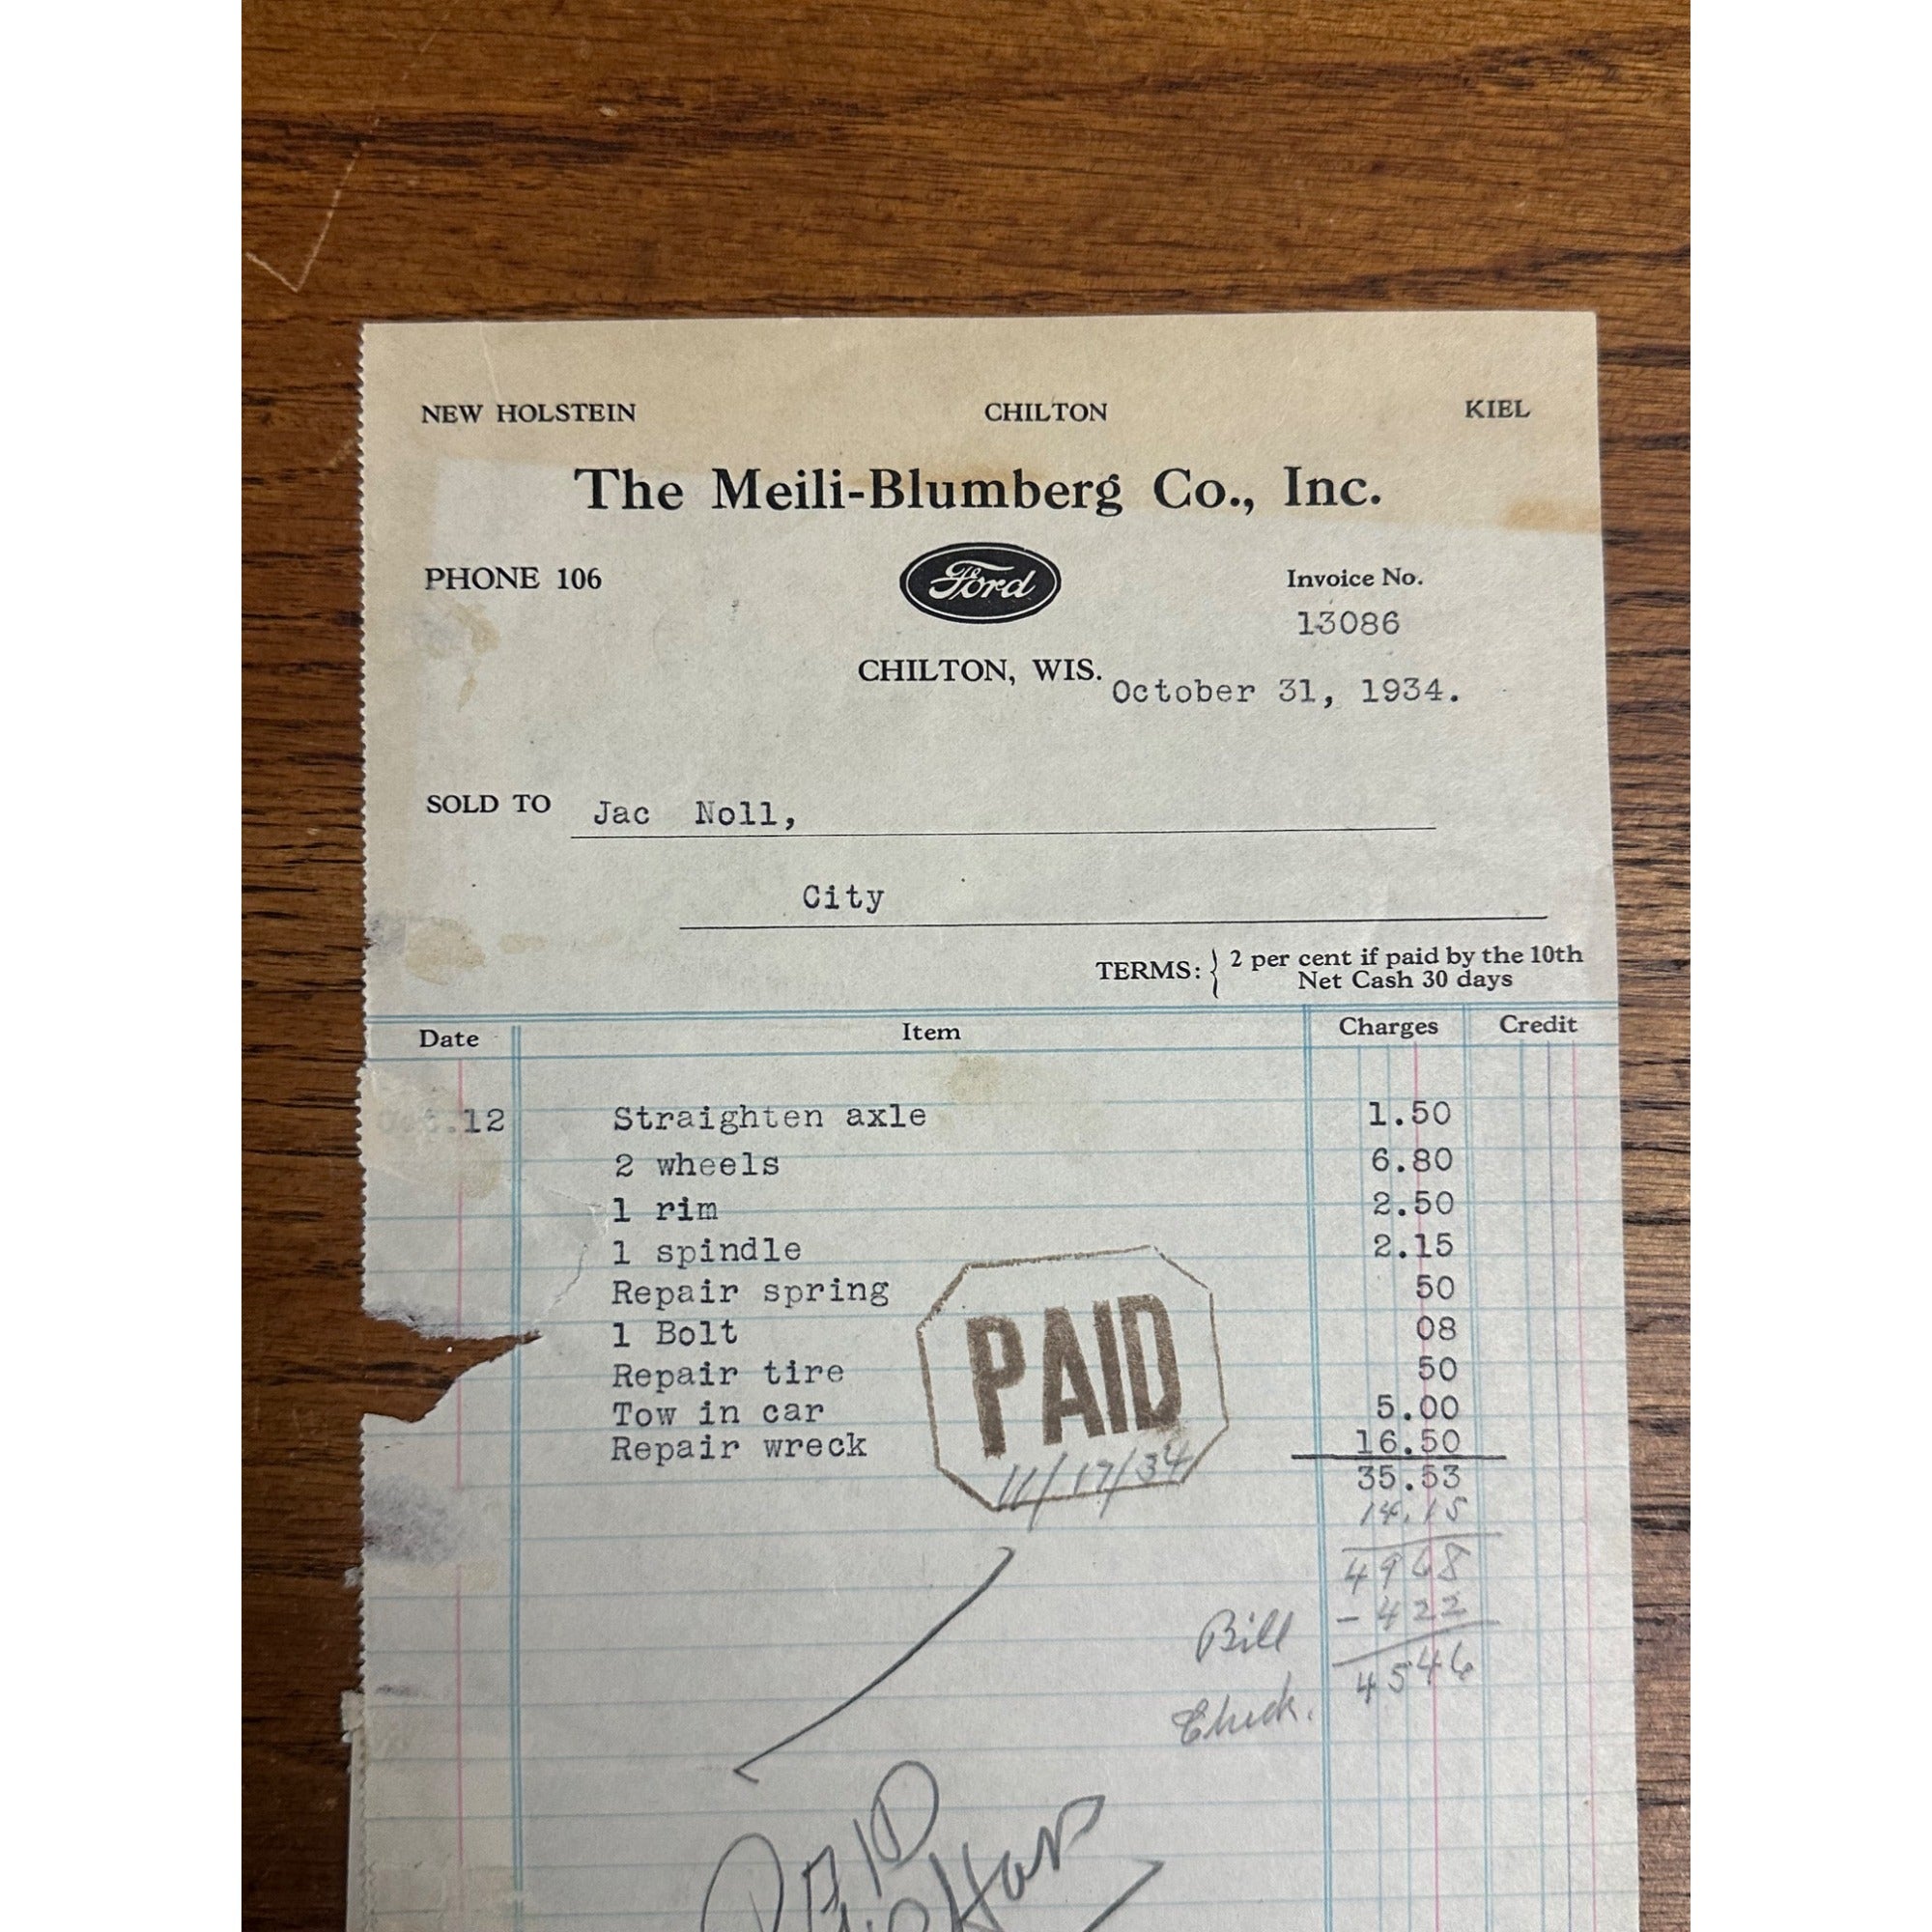 NEW HOLSTEIN CHILTON KIEL
The Meili-Blumberg Co., Inc.
PHONE 106 Ford Invoice No.
13086
CHILTON, WIS. October 31, 1934.
SOLD TO Jac Noll,
City
TERMS: { 2 per cent if paid by the 10th
Net Cash 30 days
Date Item Charges Credit
.12 Straighten axle 1.50
2 wheels 6.80
1 rim 2.50
1 spindle 2.15
Repair spring 50
1 Bolt 08
Repair tire 50
Tow in car 5.00
Repair wreck 16.50
PAID
11/17/34
35.53
14.15
4968
Bill - 422
Check. 4546
PAID